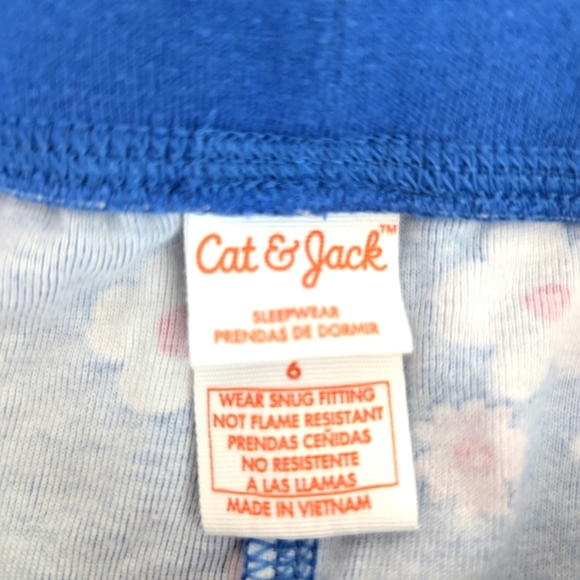 Cat & Jack™
SLEEPWEAR
PRENDAS DE DORMIR
6
WEAR SNUG FITTING
NOT FLAME RESISTANT
PRENDAS CEÑIDAS
NO RESISTENTE
A LAS LLAMAS
MADE IN VIETNAM